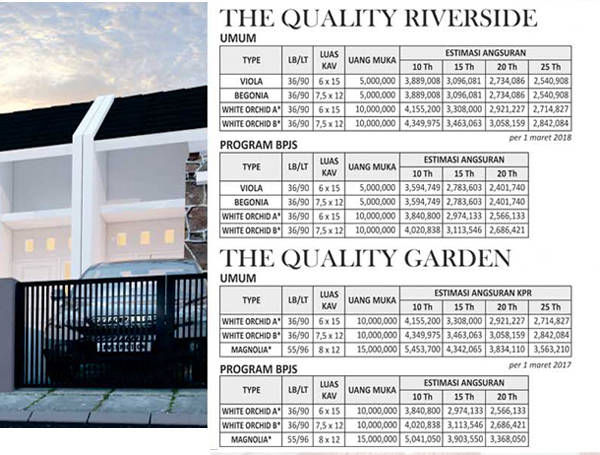 THE QUALITY RIVERSIDE
UMUM
TYPE LB/LT LUAS KAV UANG MUKA ESTIMASI ANGSURAN
10 Th 15 Th 20 Th 25 Th
VIOLA 36/90 6 x 15 5,000,000 3,889,008 3,096,081 2,734,086 2,540,908
BEGONIA 36/90 7,5 x 12 5,000,000 3,889,008 3,096,081 2,734,086 2,540,908
WHITE ORCHID A* 36/90 6 x 15 10,000,000 4,155,200 3,308,000 2,921,227 2,714,827
WHITE ORCHID B* 36/90 7,5 x 12 10,000,000 4,349,975 3,463,063 3,058,159 2,842,084
per 1 maret 2018
PROGRAM BPJS
TYPE LB/LT LUAS KAV UANG MUKA ESTIMASI ANGSURAN
10 Th 15 Th 20 Th
VIOLA 36/90 6 x 15 5,000,000 3,594,749 2,783,603 2,401,740
BEGONIA 36/90 7,5 x 12 5,000,000 3,594,749 2,783,603 2,401,740
WHITE ORCHID A* 36/90 6 x 15 10,000,000 3,840,800 2,974,133 2,566,133
WHITE ORCHID B* 36/90 7,5 x 12 10,000,000 4,020,838 3,113,546 2,686,421
THE QUALITY GARDEN
UMUM
TYPE LB/LT LUAS KAV UANG MUKA ESTIMASI ANGSURAN KPR
10 Th 15 Th 20 Th 25 Th
WHITE ORCHID A* 36/90 6 x 15 10,000,000 4,155,200 3,308,000 2,921,227 2,714,827
WHITE ORCHID B* 36/90 7,5 x 12 10,000,000 4,349,975 3,463,063 3,058,159 2,842,084
MAGNOLIA* 55/96 8 x 12 15,000,000 5,453,700 4,342,065 3,834,110 3,563,210
per 1 maret 2017
PROGRAM BPJS
TYPE LB/LT LUAS KAV UANG MUKA ESTIMASI ANGSURAN
10 Th 15 Th 20 Th
WHITE ORCHID A* 36/90 6 x 15 10,000,000 3,840,800 2,974,133 2,566,133
WHITE ORCHID B* 36/90 7,5 x 12 10,000,000 4,020,838 3,113,546 2,686,421
MAGNOLIA* 55/96 8 x 12 15,000,000 5,041,050 3,903,550 3,368,050